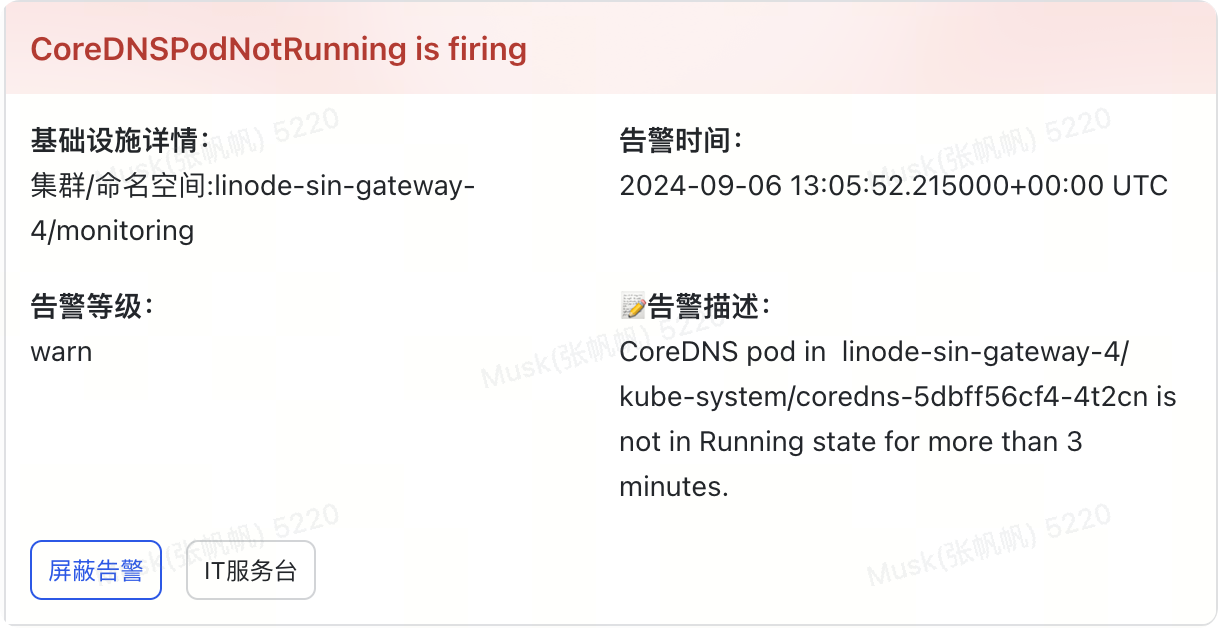 CoreDNSPodNotRunning is firing
基础设施详情：
集群/命名空间:linode-sin-gateway-
4/monitoring
告警时间：
2024-09-06 13:05:52.215000+00:00 UTC
告警等级：
warn
📝告警描述：
CoreDNS pod in  linode-sin-gateway-4/
kube-system/coredns-5dbff56cf4-4t2cn is
not in Running state for more than 3
minutes.
屏蔽告警
IT服务台
Musk(张帆帆) 5220
Musk(张帆帆) 5220
Musk(张帆帆) 5220
Musk(张帆帆) 5220
Musk(张帆帆) 5220